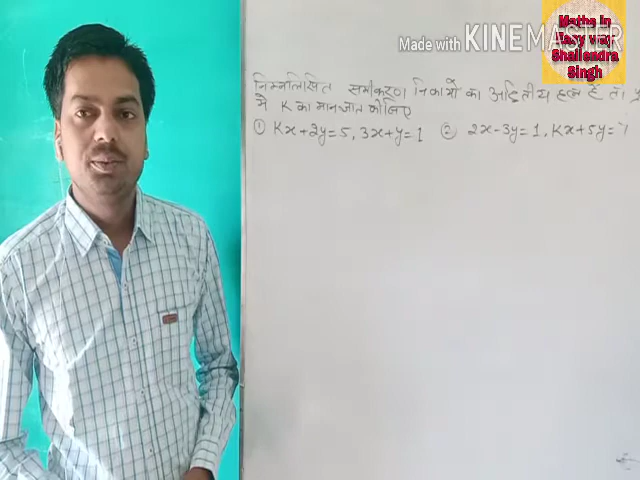 Maths in
Easy way
Shailendra
Singh
Made with KINEMASTER
निम्नलिखित समीकरण निकायों का अद्वितीय हल है तो
में K का मान ज्ञात कीजिए
① Kx+2y=5, 3x+y=1 ② 2x-3y=1, Kx+5y=7